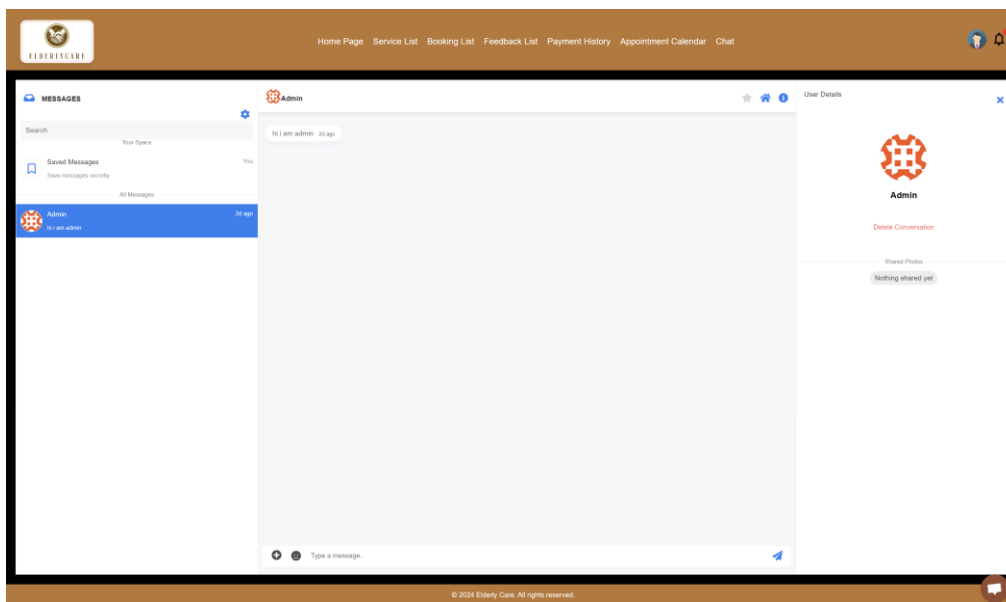 ELDERLYCARE
Home Page Service List Booking List Feedback List Payment History Appointment Calendar Chat
MESSAGES
Search
Your Space
Saved Messages You
Save messages secretly
All Messages
Admin 2d ago
hi i am admin
Admin
hi i am admin 2d ago
Type a message..
User Details
Admin
Delete Conversation
Shared Photos
Nothing shared yet
© 2024 Elderly Care. All rights reserved.